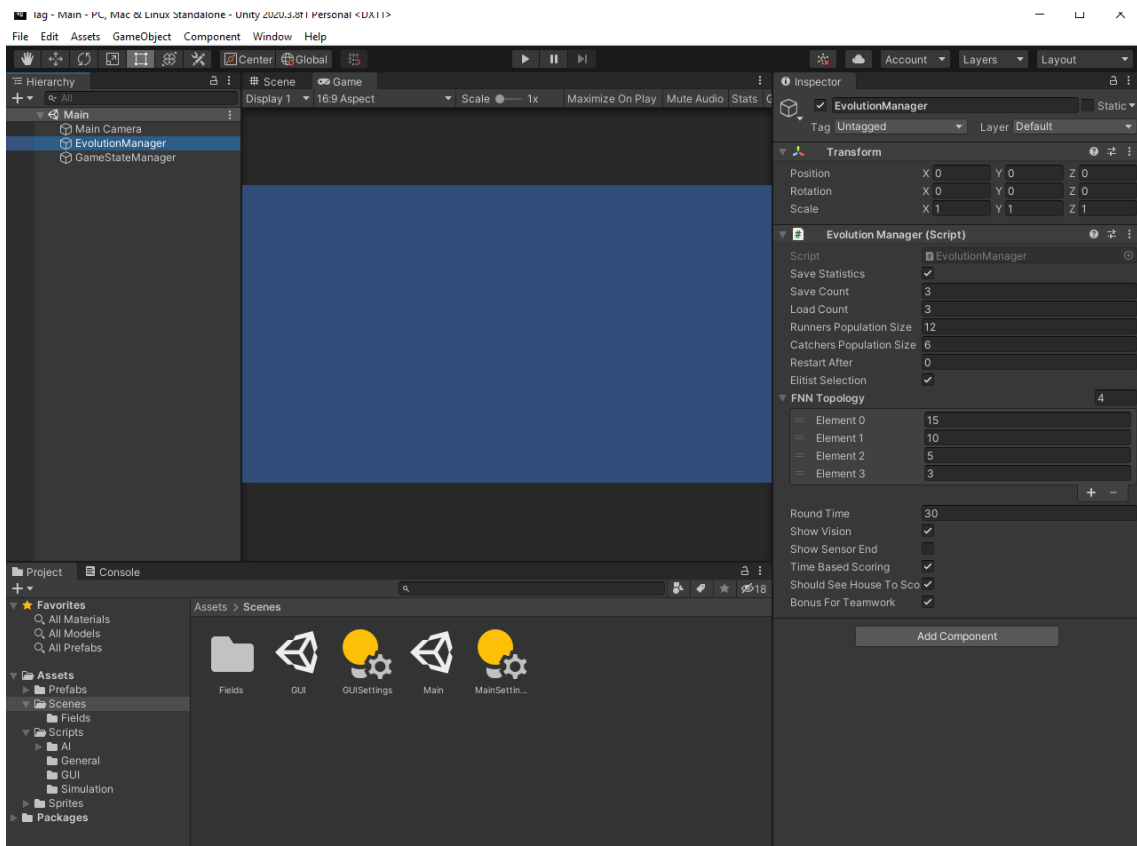 Tag - Main - PC, Mac & Linux Standalone - Unity 2020.3.8f1 Personal <DX11>
File Edit Assets GameObject Component Window Help
Center Global Account Layers Layout
Hierarchy
All
Main
Main Camera
EvolutionManager
GameStateManager
Scene Game
Display 1 16:9 Aspect Scale 1x Maximize On Play Mute Audio Stats G
Inspector
EvolutionManager Static
Tag Untagged Layer Default
Transform
Position X 0 Y 0 Z 0
Rotation X 0 Y 0 Z 0
Scale X 1 Y 1 Z 1
# Evolution Manager (Script)
Script EvolutionManager
Save Statistics
Save Count 3
Load Count 3
Runners Population Size 12
Catchers Population Size 6
Restart After 0
Elitist Selection
FNN Topology 4
Element 0 15
Element 1 10
Element 2 5
Element 3 3
+ -
Round Time 30
Show Vision
Show Sensor End
Time Based Scoring
Should See House To Sco
Bonus For Teamwork
Add Component
Project Console
18
Favorites
All Materials
All Models
All Prefabs
Assets
Prefabs
Scenes
Fields
Scripts
AI
General
GUI
Simulation
Sprites
Packages
Assets > Scenes
Fields GUI GUISettings Main MainSettin...